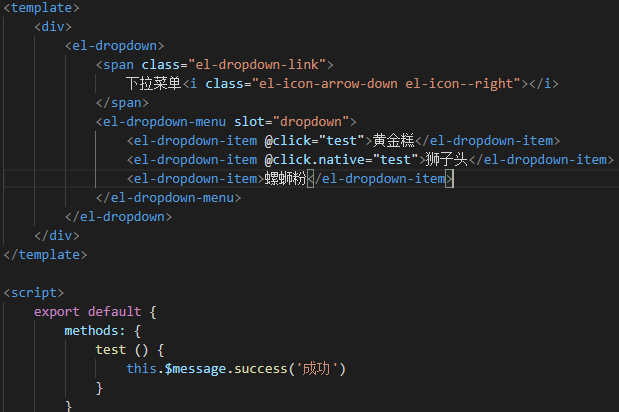 <template>
    <div>
        <el-dropdown>
            <span class="el-dropdown-link">
                下拉菜单<i class="el-icon-arrow-down el-icon--right"></i>
            </span>
            <el-dropdown-menu slot="dropdown">
                <el-dropdown-item @click="test">黄金糕</el-dropdown-item>
                <el-dropdown-item @click.native="test">狮子头</el-dropdown-item>
                <el-dropdown-item>螺蛳粉</el-dropdown-item>
            </el-dropdown-menu>
        </el-dropdown>
    </div>
</template>

<script>
    export default {
        methods: {
            test () {
                this.$message.success('成功')
            }
        }